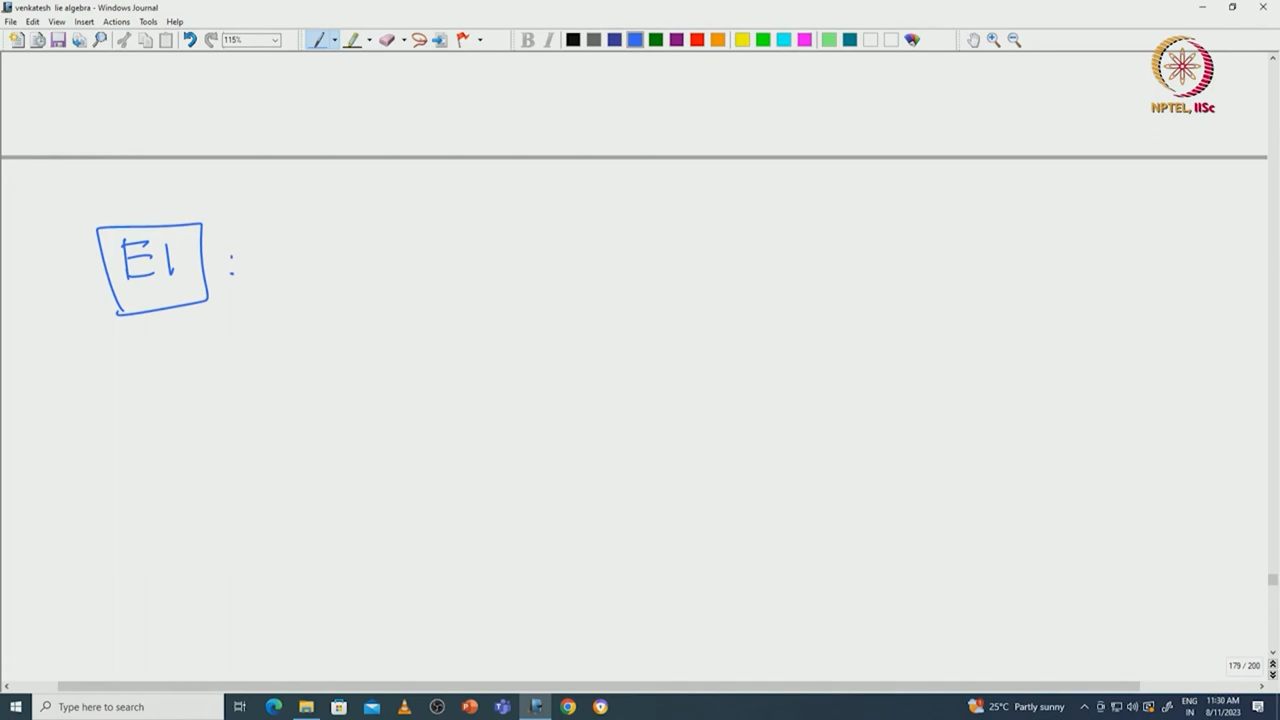 venkatesh lie algebra - Windows Journal
File Edit View Insert Actions Tools Help
115%
B I
NPTEL, IISc
E1 :
179 / 200
Type here to search
25°C Partly sunny
ENG
IN
11:30 AM
8/11/2023